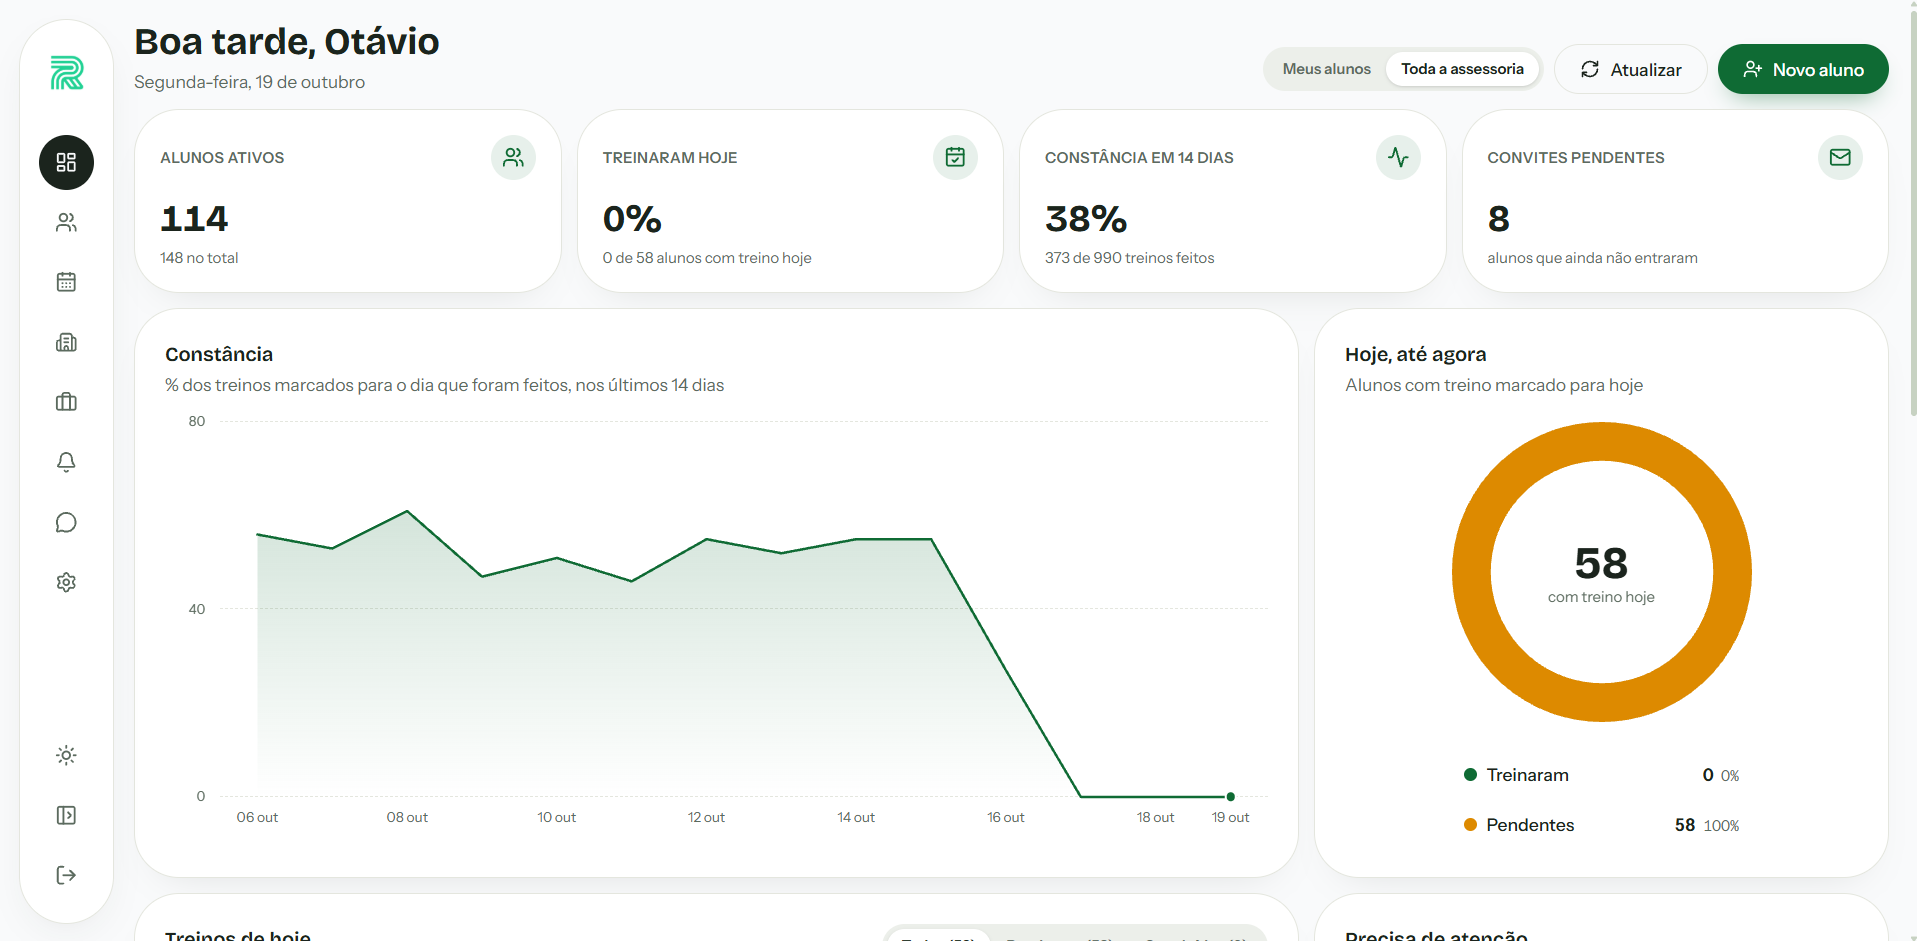 Boa tarde, Otávio
Segunda-feira, 19 de outubro
Meus alunos
Toda a assessoria
Atualizar
Novo aluno
ALUNOS ATIVOS
114
148 no total
TREINARAM HOJE
0%
0 de 58 alunos com treino hoje
CONSTÂNCIA EM 14 DIAS
38%
373 de 990 treinos feitos
CONVITES PENDENTES
8
alunos que ainda não entraram
Constância
% dos treinos marcados para o dia que foram feitos, nos últimos 14 dias
80
40
0
06 out
08 out
10 out
12 out
14 out
16 out
18 out
19 out
Hoje, até agora
Alunos com treino marcado para hoje
58
com treino hoje
Treinaram 0 0%
Pendentes 58 100%
Treinos de hoje
Precisa de atenção